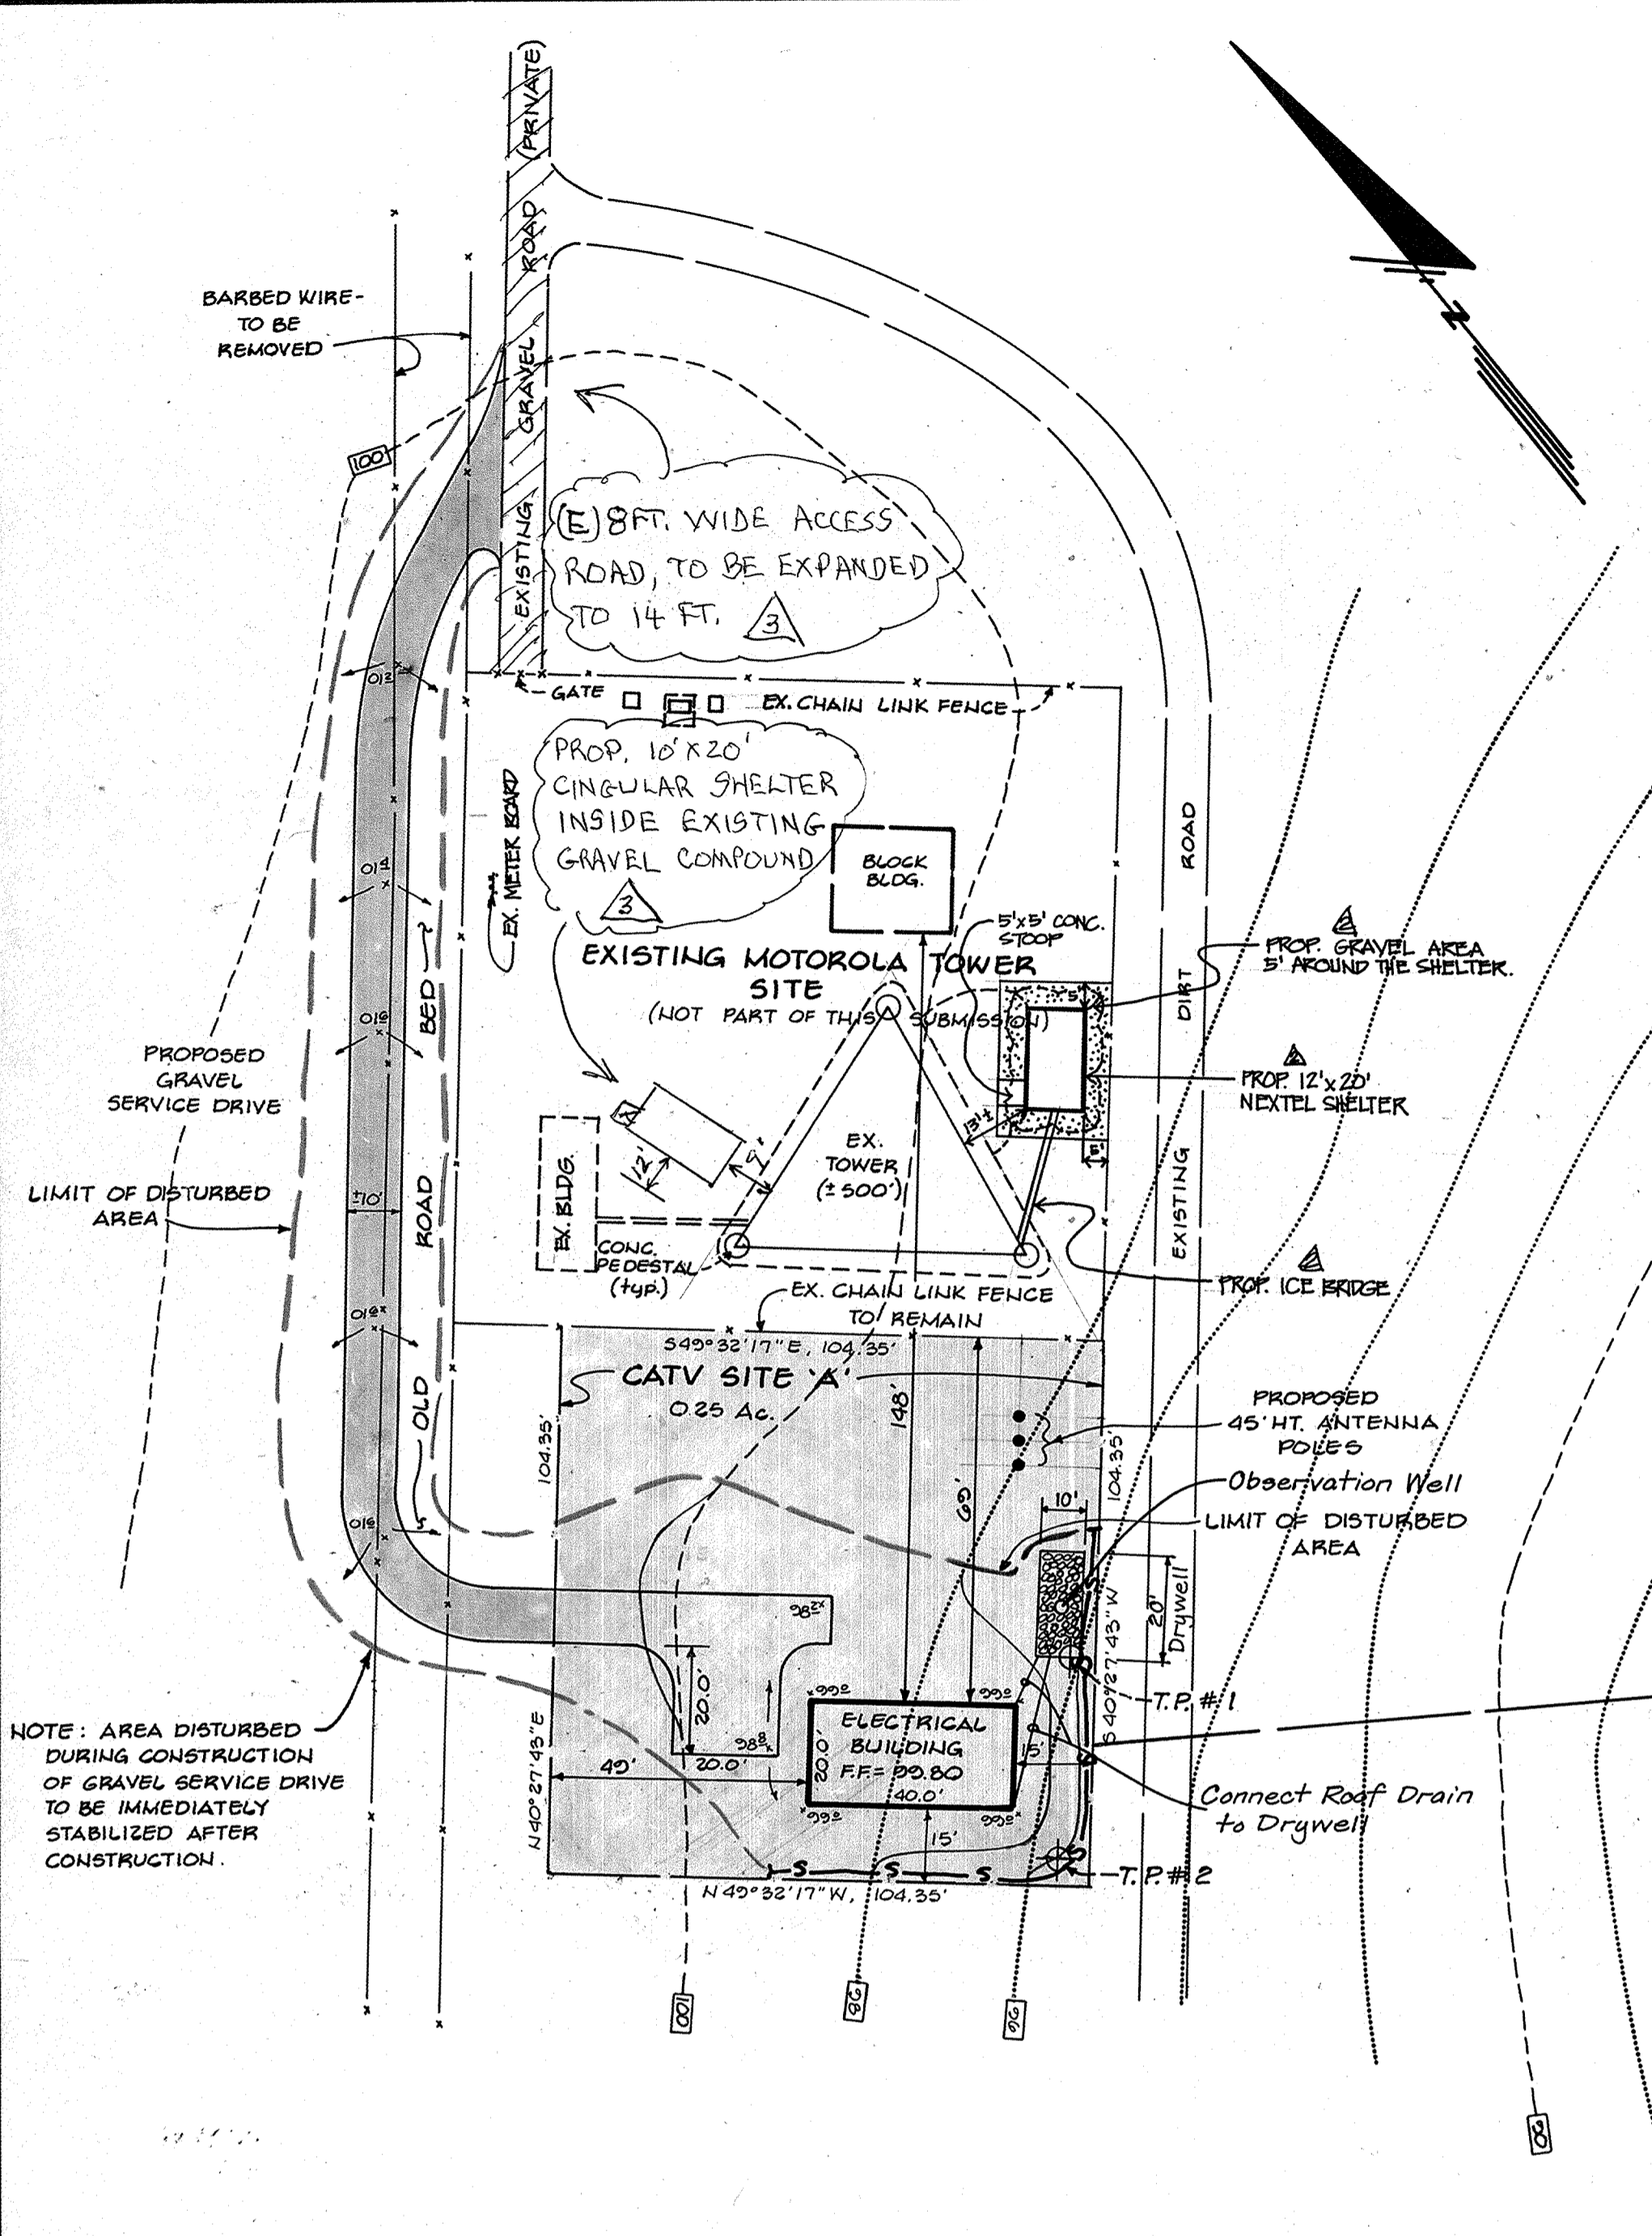 EXISTING GRAVEL ROAD (PRIVATE)
N
BARBED WIRE-
TO BE
REMOVED
100
(E) 8FT. WIDE ACCESS
ROAD, TO BE EXPANDED
TO 14 FT.
3
GATE
EX. CHAIN LINK FENCE
PROP. 10'X20'
CINGULAR SHELTER
INSIDE EXISTING
GRAVEL COMPOUND
3
EX. METER BOARD
BLOCK
BLDG.
5'x5' CONC.
STOOP
PROP. GRAVEL AREA
5' AROUND THE SHELTER.
EXISTING MOTOROLA TOWER
SITE
(NOT PART OF THIS SUBMISSION)
5'
PROP. 12'x20'
NEXTEL SHELTER
13'±
EXISTING DIRT ROAD
PROPOSED
GRAVEL
SERVICE DRIVE
LIMIT OF DISTURBED
AREA
±10'
OLD ROAD BED
EX. BLDG.
12'
9'
EX.
TOWER
(±500')
CONC.
PEDESTAL
(typ.)
PROP. ICE BRIDGE
EX. CHAIN LINK FENCE
TO REMAIN
S49°32'17"E, 104.35'
CATV SITE 'A'
0.25 Ac.
104.35'
148'
69'
104.35'
PROPOSED
45' HT. ANTENNA
POLES
Observation Well
10'
LIMIT OF DISTURBED
AREA
20'
Drywell
S 40°27'43"W
T.P. #1
NOTE: AREA DISTURBED
DURING CONSTRUCTION
OF GRAVEL SERVICE DRIVE
TO BE IMMEDIATELY
STABILIZED AFTER
CONSTRUCTION.
N 40°27'43"E
20.0'
20.0'
49'
ELECTRICAL
BUILDING
F.F.= 99.80
40.0'
20.0'
15'
15'
Connect Roof Drain
to Drywell
S
S
S
S
S
S
T.P. #2
N 49°32'17"W, 104.35'
100
98
96
90